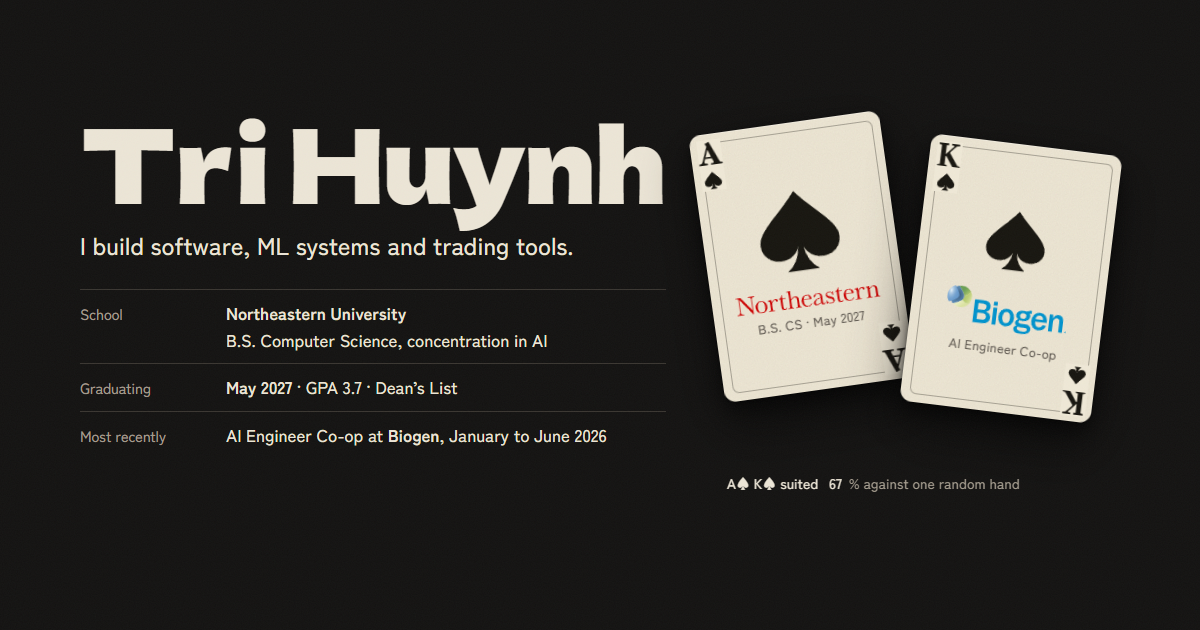 Tri Huynh
I build software, ML systems and trading tools.
School
Northeastern University
B.S. Computer Science, concentration in AI
Graduating
May 2027 · GPA 3.7 · Dean’s List
Most recently
AI Engineer Co-op at Biogen, January to June 2026
A
Northeastern
B.S. CS · May 2027
A
K
Biogen
AI Engineer Co-op
K
A♠ K♠ suited 67 % against one random hand